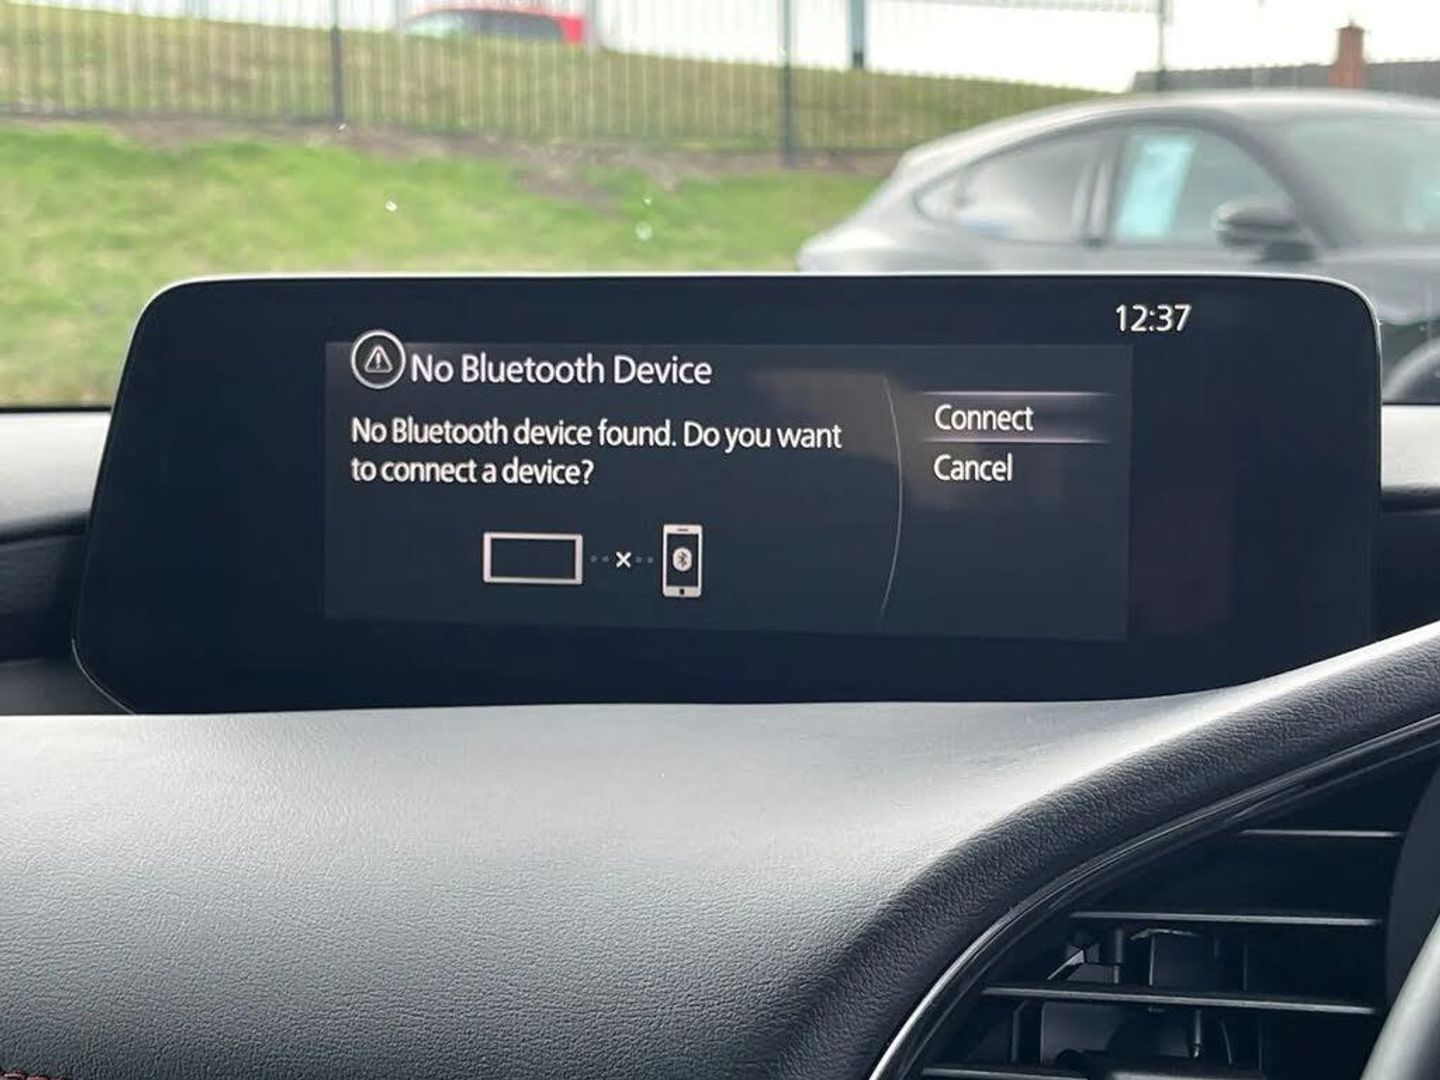 12:37
No Bluetooth Device
No Bluetooth device found. Do you want
to connect a device?
Connect
Cancel